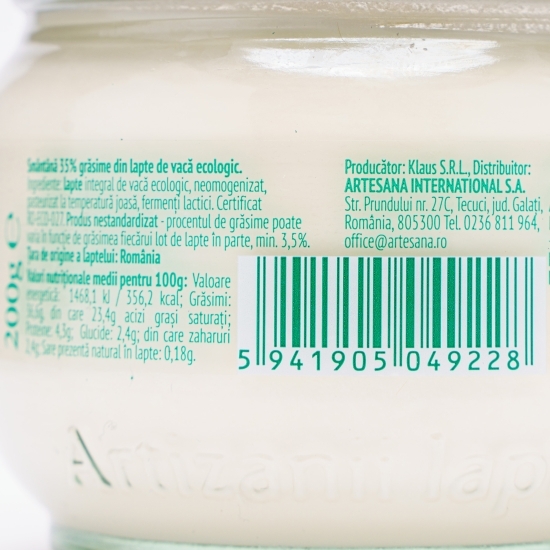 Smântână 35% grăsime din lapte de vacă ecologic.
Ingrediente: lapte integral de vacă ecologic, neomogenizat,
pasteurizat la temperatură joasă, fermenți lactici. Certificat
RO-ECO-027 Produs nestandardizat - procentul de grăsime poate
varia în funcție de grăsimea fiecărui lot de lapte în parte, min. 3,5%.
Țara de origine a laptelui: România
Valori nutriționale medii pentru 100g: Valoare
energetică: 1468,1 kJ / 356,2 kcal; Grăsimi:
din care 23,4g acizi grași saturați;
Proteine: 4,3g; Glucide: 2,4g; din care zaharuri
2,4g; Sare prezentă natural în lapte: 0,18g.
200g e
Producător: Klaus S.R.L., Distribuitor:
ARTESANA INTERNATIONAL S.A.
Str. Prundului nr. 27C, Tecuci, jud. Galați,
România, 805300 Tel. 0236 811 964,
office@artesana.ro
5 941905 049228
Artizanii lap